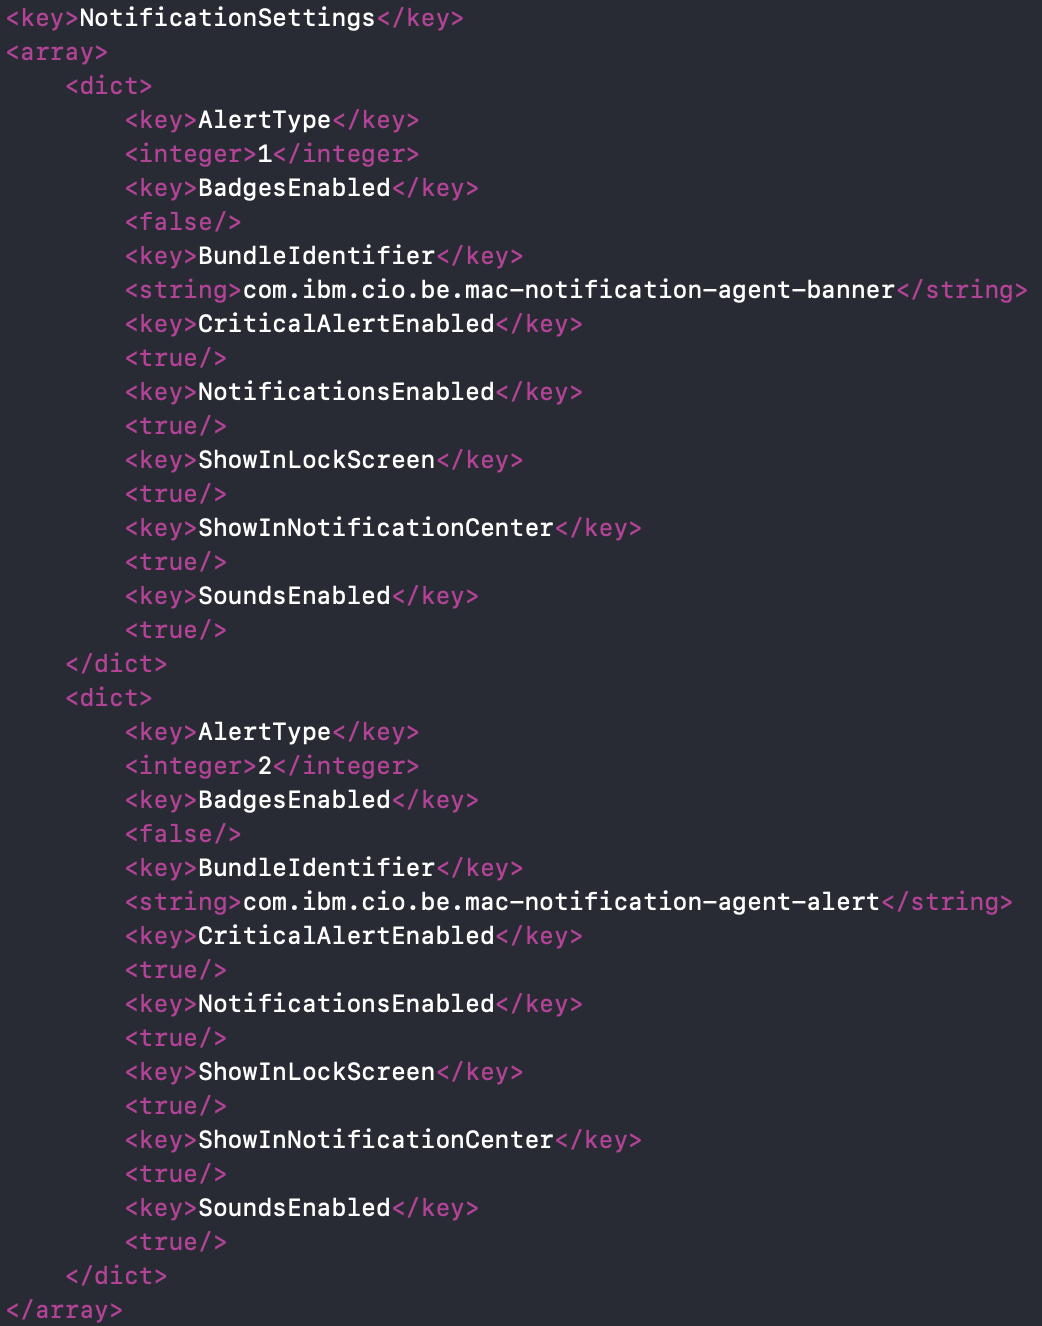 <key>NotificationSettings</key>
<array>
    <dict>
        <key>AlertType</key>
        <integer>1</integer>
        <key>BadgesEnabled</key>
        <false/>
        <key>BundleIdentifier</key>
        <string>com.ibm.cio.be.mac-notification-agent-banner</string>
        <key>CriticalAlertEnabled</key>
        <true/>
        <key>NotificationsEnabled</key>
        <true/>
        <key>ShowInLockScreen</key>
        <true/>
        <key>ShowInNotificationCenter</key>
        <true/>
        <key>SoundsEnabled</key>
        <true/>
    </dict>
    <dict>
        <key>AlertType</key>
        <integer>2</integer>
        <key>BadgesEnabled</key>
        <false/>
        <key>BundleIdentifier</key>
        <string>com.ibm.cio.be.mac-notification-agent-alert</string>
        <key>CriticalAlertEnabled</key>
        <true/>
        <key>NotificationsEnabled</key>
        <true/>
        <key>ShowInLockScreen</key>
        <true/>
        <key>ShowInNotificationCenter</key>
        <true/>
        <key>SoundsEnabled</key>
        <true/>
    </dict>
</array>